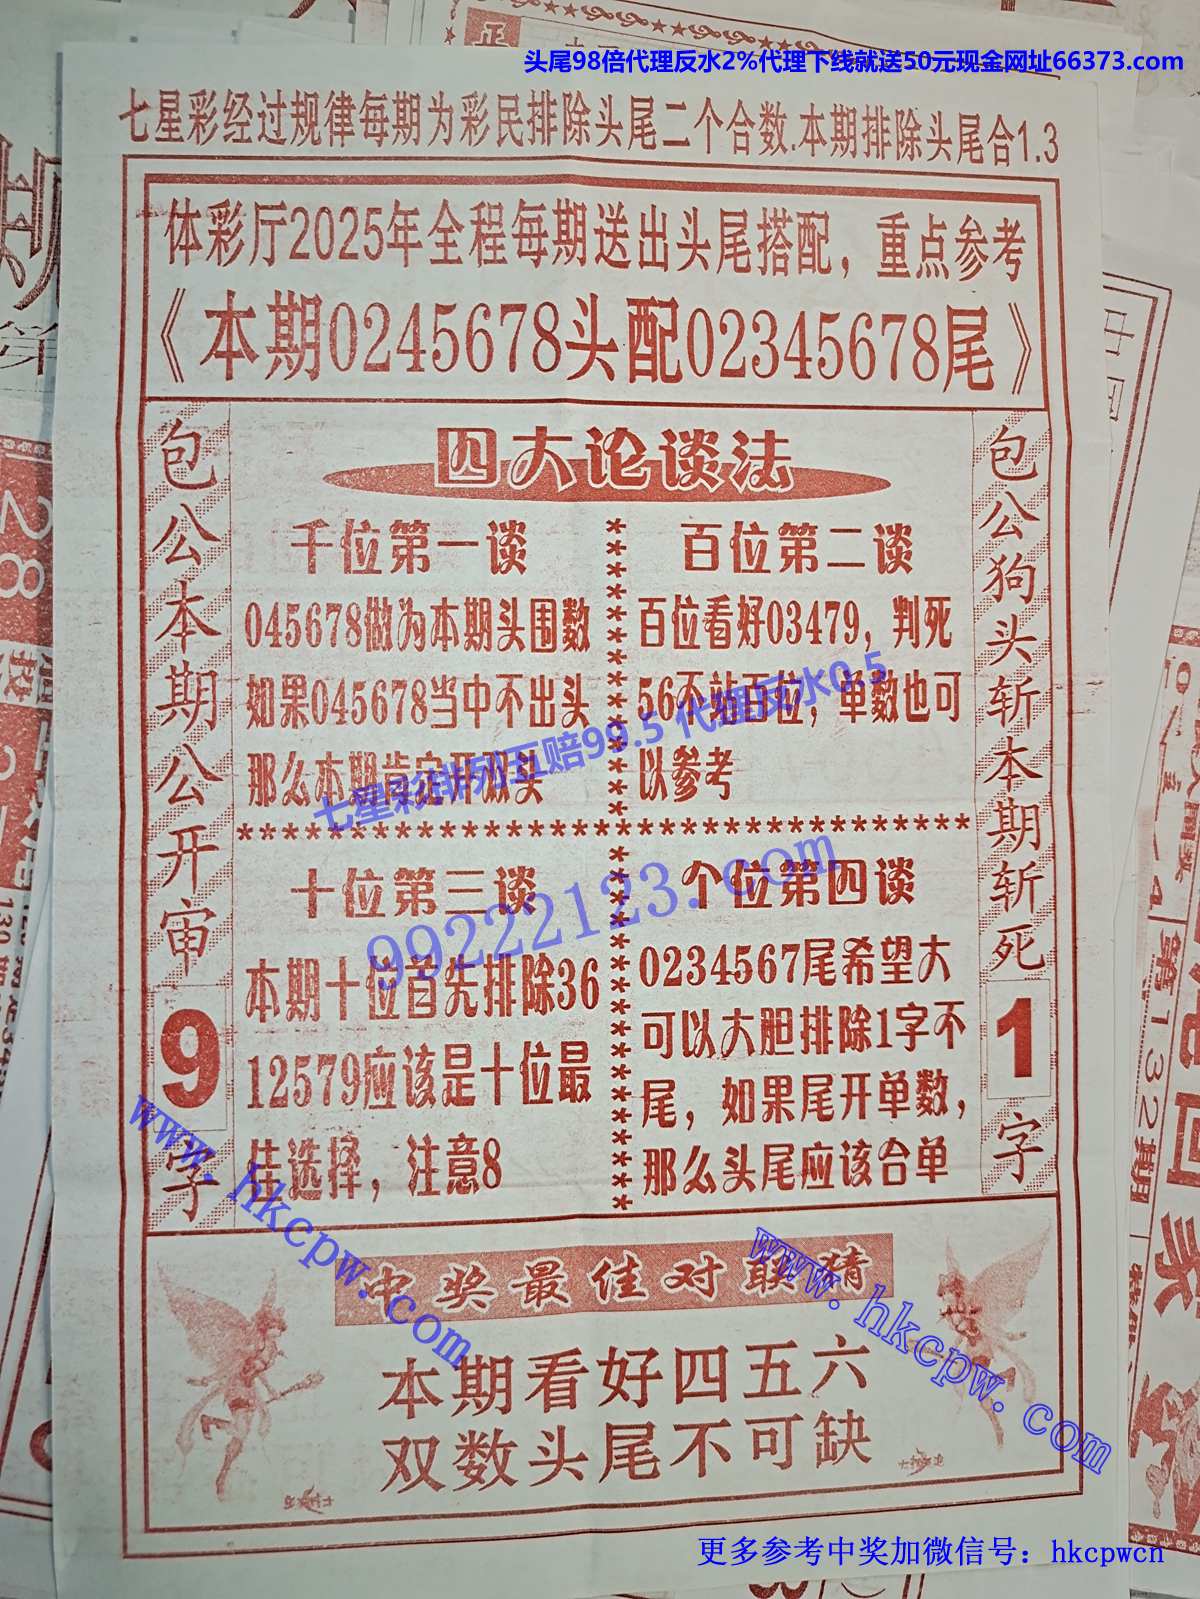 头尾98倍代理反水2%代理下线就送50元现金网址66373.com
七星彩经过规律每期为彩民排除头尾二个合数.本期排除头尾合1.3
体彩厅2025年全程每期送出头尾搭配，重点参考
《本期0245678头配02345678尾》
包公本期公开审9字
四大论谈法
千位第一谈
045678做为本期头围数
如果045678当中不出头
那么本期肯定开双头
百位第二谈
百位看好03479，判死
56不站百位，单数也可
以参考
十位第三谈
本期十位首先排除36
12579应该是十位最
佳选择，注意8
个位第四谈
0234567尾希望大
可以大胆排除1字不
尾，如果尾开单数，
那么头尾应该合单
包公狗头斩本期斩死1字
七星彩排列五赔99.5 代理反水0.5
99222123.com
www.hkcpw.com
www.hkcpw.com
中奖最佳对联猜
本期看好四五六
双数头尾不可缺
更多参考中奖加微信号：hkcpwcn